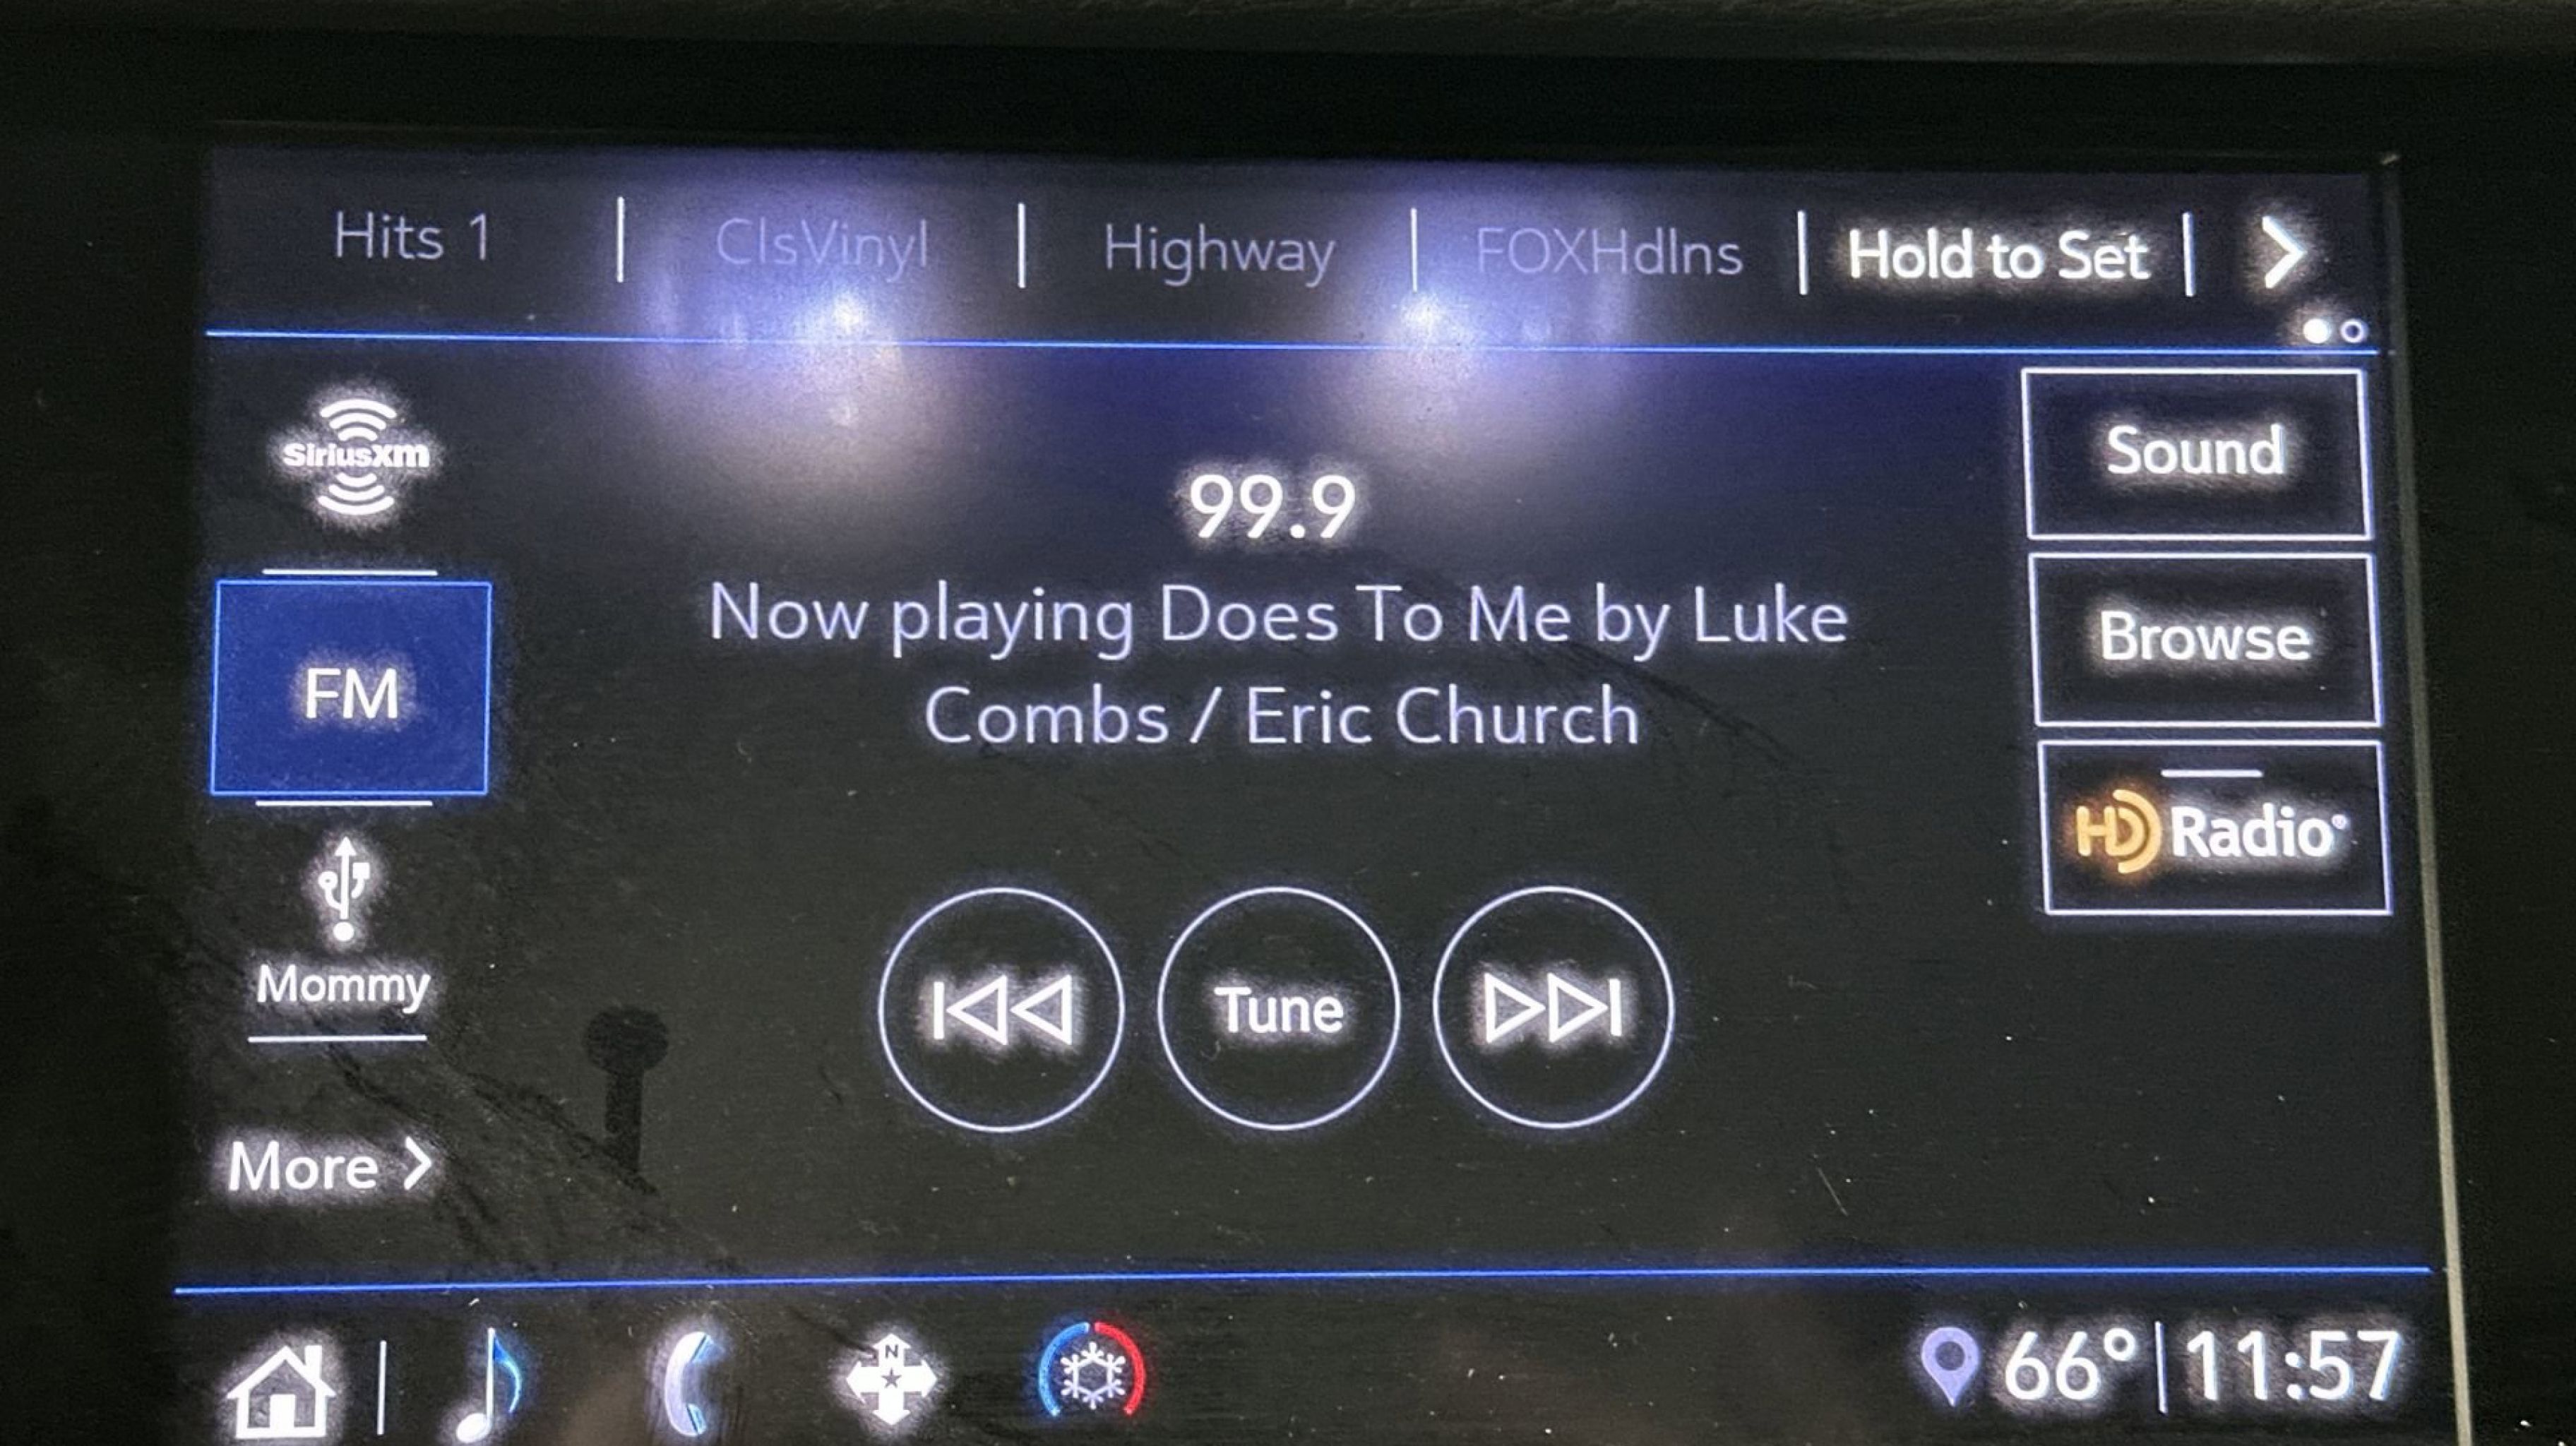 Hits 1 | ClsVinyl | Highway | FOXHdlns | Hold to Set |
siriusxm
Sound
99.9
FM
Now playing Does To Me by Luke
Combs / Eric Church
Browse
HD Radio®
Mommy
Tune
More >
N
66° | 11:57